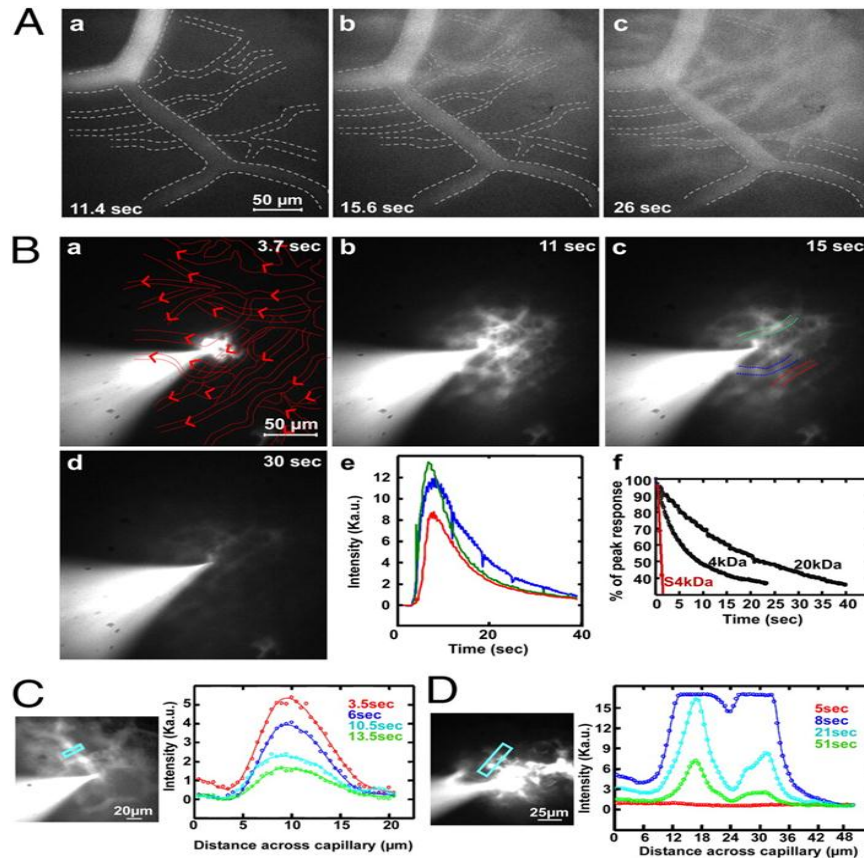 A
a
b
c
11.4 sec
50 µm
15.6 sec
26 sec
B
a
3.7 sec
50 µm
b
11 sec
c
15 sec
d
30 sec
e
Intensity (Ka.u.)
12
10
8
6
4
2
0
0
20
40
Time (sec)
f
% of peak response
100
90
80
70
60
50
40
S4kDa
4kDa
20kDa
0
5
10
15
20
25
30
35
40
Time (sec)
C
20µm
Intensity (Ka.u.)
5
4
3
2
1
0
3.5sec
6sec
10.5sec
13.5sec
0
5
10
15
20
Distance across capillary (µm)
D
25µm
Intensity (Ka.u.)
15
12
9
6
3
0
5sec
8sec
21sec
51sec
0
6
12
18
24
30
36
42
48
Distance across capillary (µm)